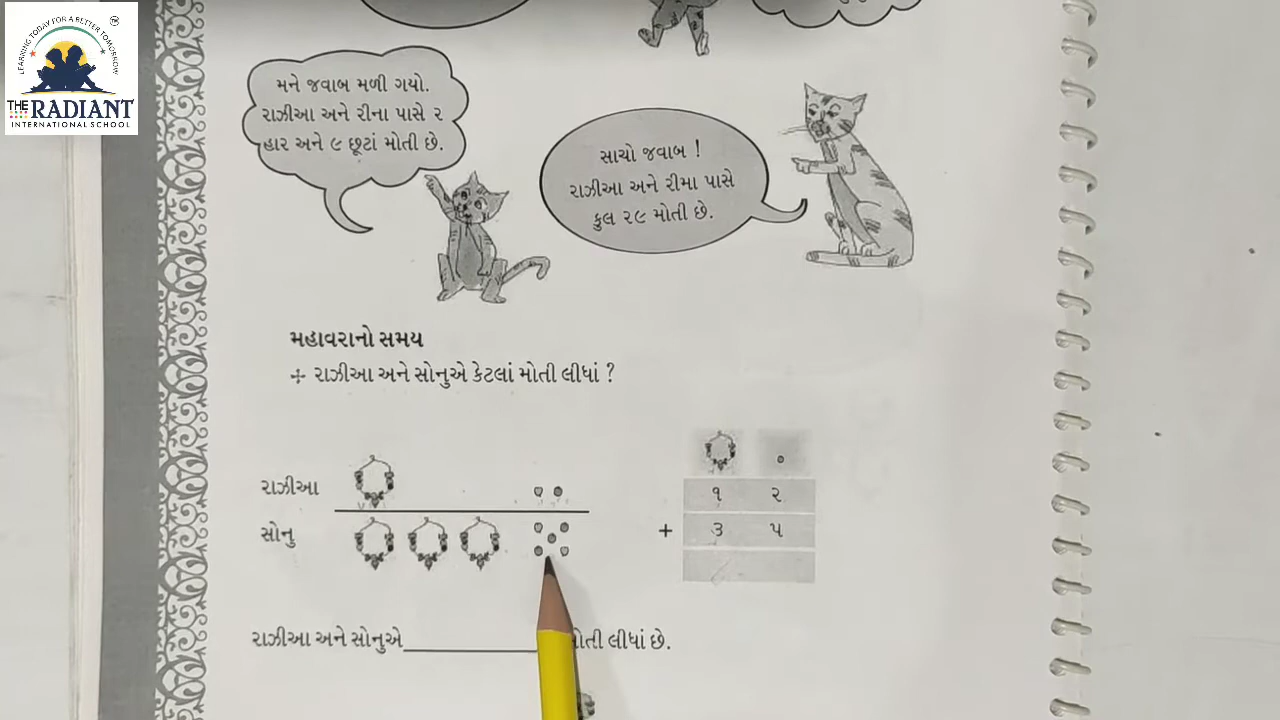 LEARNING TODAY FOR A BETTER TOMORROW
THE RADIANT
INTERNATIONAL SCHOOL
મને જવાબ મળી ગયો.
રાઝીઆ અને રીના પાસે ૨
હાર અને ૯ છૂટાં મોતી છે.
સાચો જવાબ !
રાઝીઆ અને રીમા પાસે
કુલ ૨૯ મોતી છે.
મહાવરાનો સમય
રાઝીઆ અને સોનુએ કેટલાં મોતી લીધાં ?
રાઝીઆ
સોનુ
૧ ૨
+ ૩ ૫
રાઝીઆ અને સોનુએ ____________ મોતી લીધાં છે.